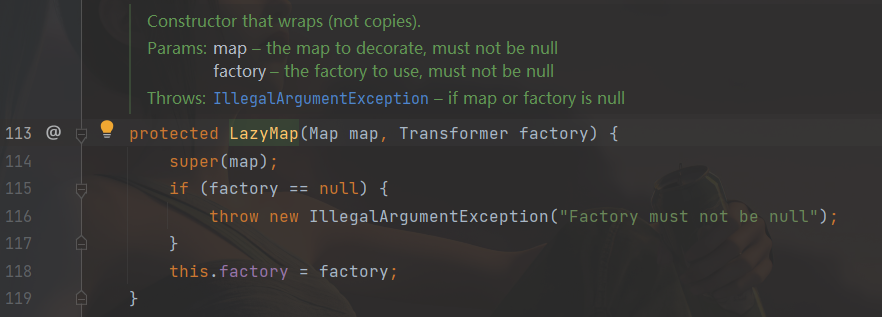 Constructor that wraps (not copies).
Params: map – the map to decorate, must not be null
factory – the factory to use, must not be null
Throws: IllegalArgumentException – if map or factory is null
113 @ protected LazyMap(Map map, Transformer factory) {
114 super(map);
115 if (factory == null) {
116 throw new IllegalArgumentException("Factory must not be null");
117 }
118 this.factory = factory;
119 }